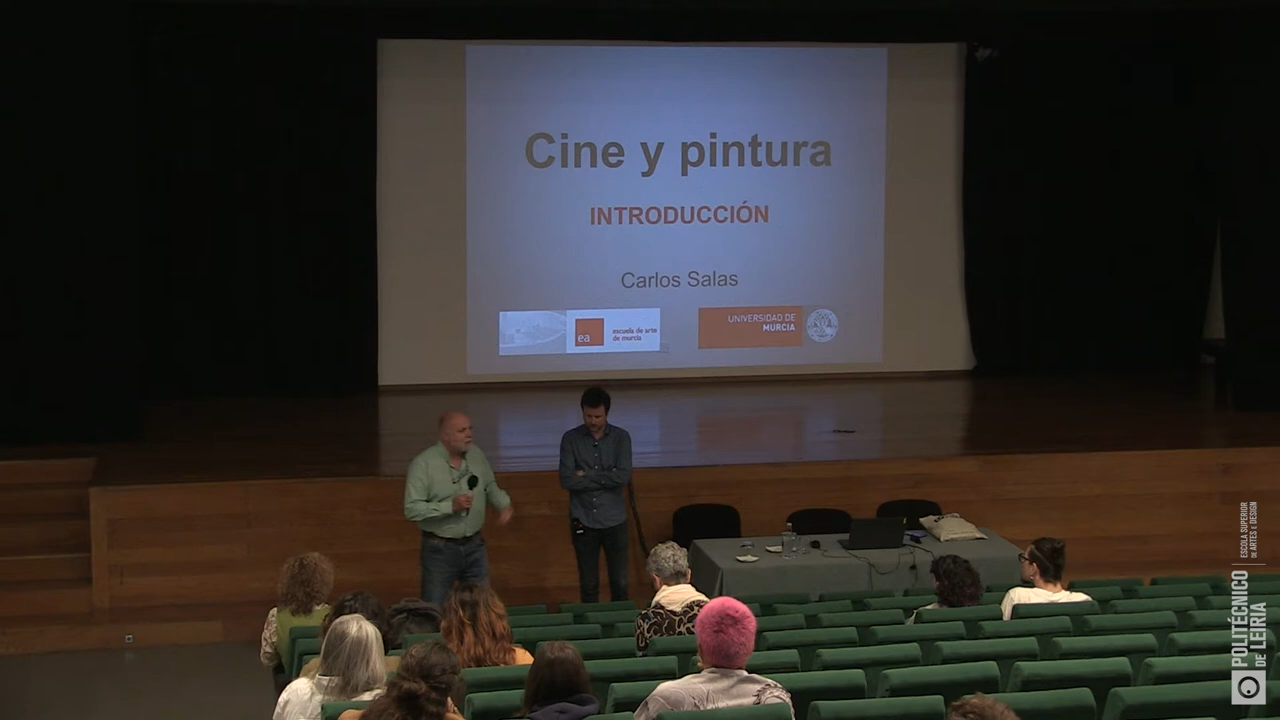 Cine y pintura
INTRODUCCIÓN
Carlos Salas
ea
escuela de arte
de murcia
UNIVERSIDAD DE
MURCIA
ESCOLA SUPERIOR
DE ARTES E DESIGN
POLITÉCNICO
DE LEIRIA